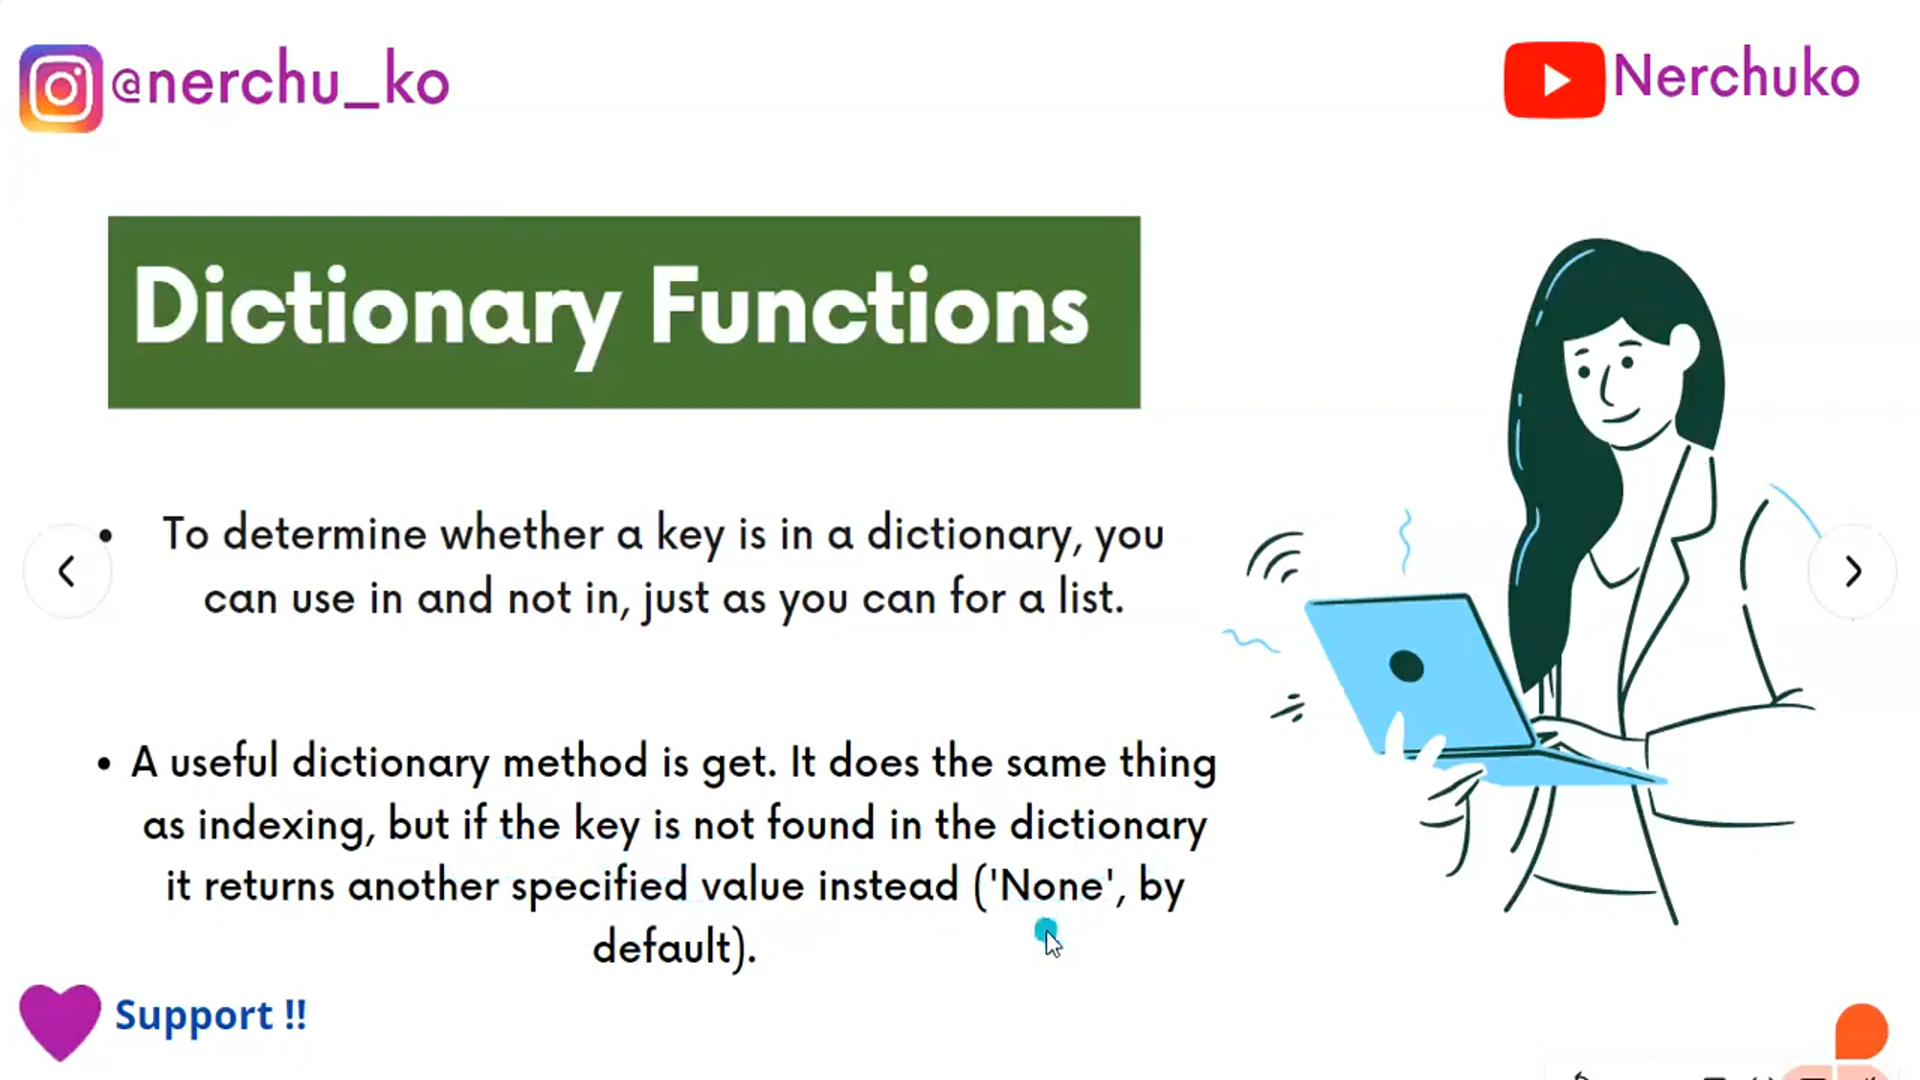 @nerchu_ko
Nerchuko
Dictionary Functions
• To determine whether a key is in a dictionary, you
can use in and not in, just as you can for a list.
• A useful dictionary method is get. It does the same thing
as indexing, but if the key is not found in the dictionary
it returns another specified value instead ('None', by
default).
Support !!